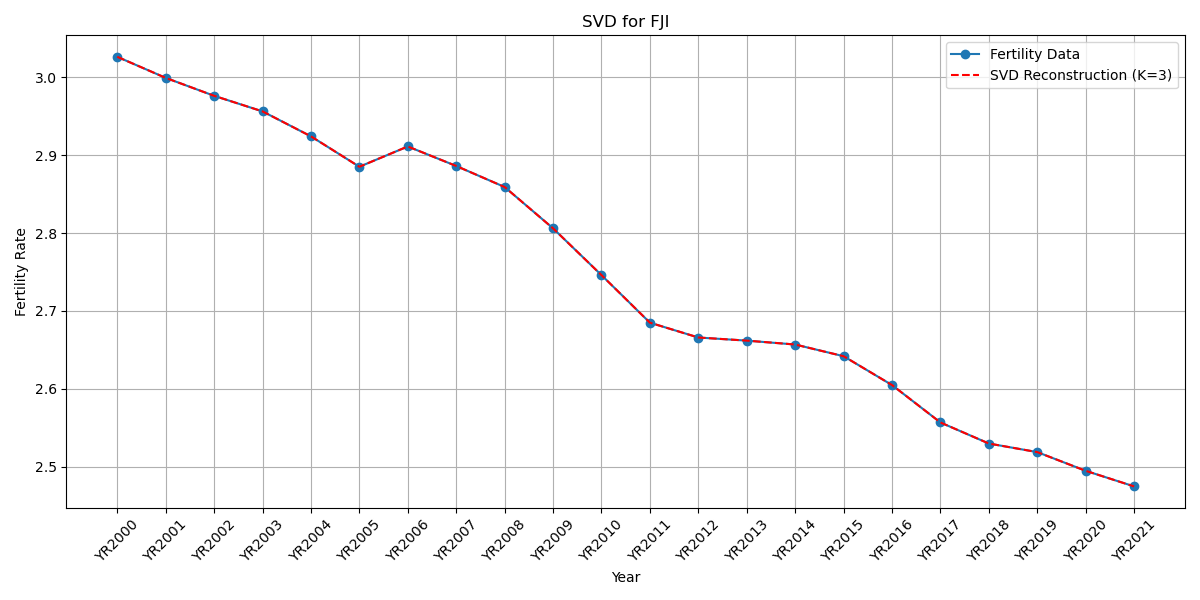 SVD for FJI
Fertility Data
SVD Reconstruction (K=3)
Fertility Rate
3.0
2.9
2.8
2.7
2.6
2.5
YR2000 YR2001 YR2002 YR2003 YR2004 YR2005 YR2006 YR2007 YR2008 YR2009 YR2010 YR2011 YR2012 YR2013 YR2014 YR2015 YR2016 YR2017 YR2018 YR2019 YR2020 YR2021
Year